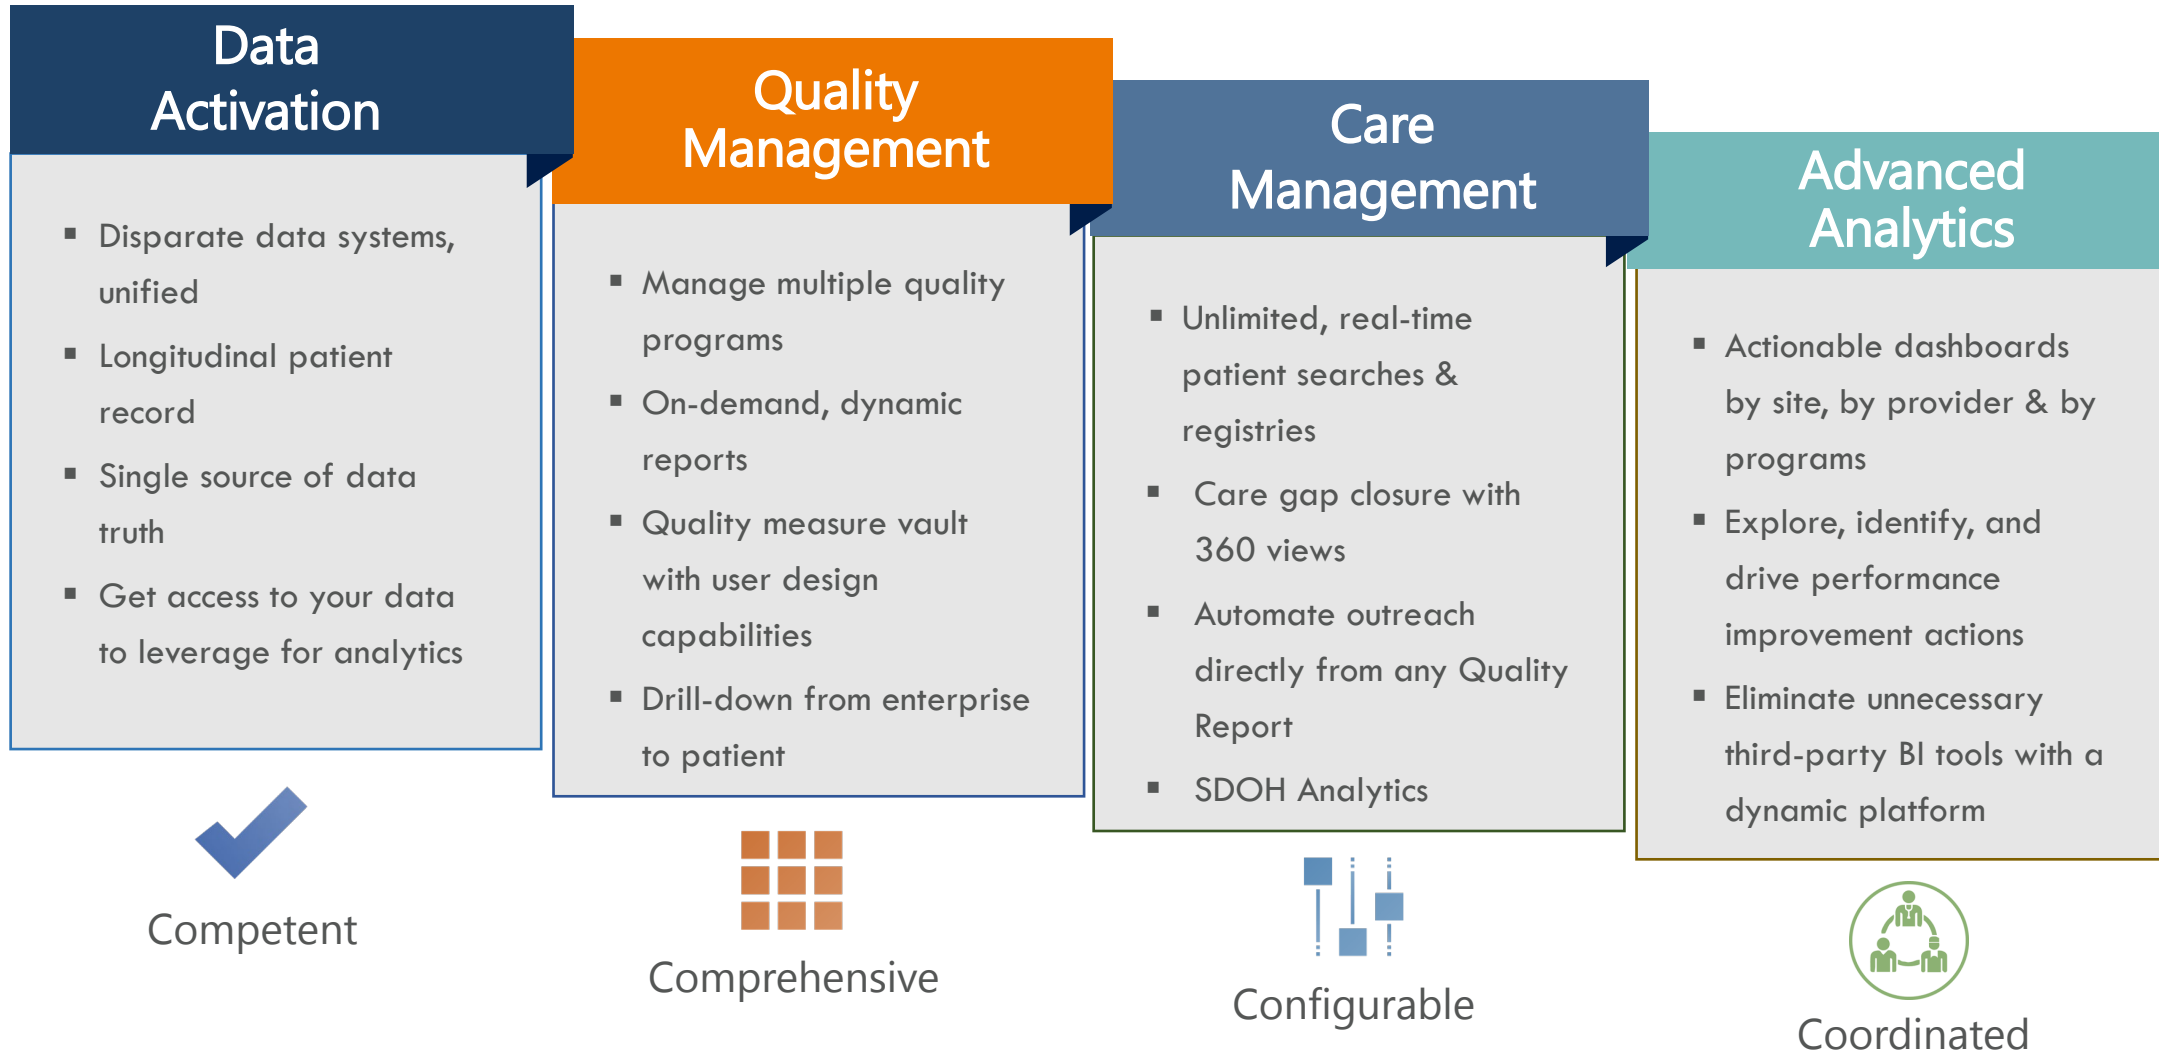 Data
Activation
▪ Disparate data systems,
unified
▪ Longitudinal patient
record
▪ Single source of data
truth
▪ Get access to your data
to leverage for analytics
Competent
Quality
Management
▪ Manage multiple quality
programs
▪ On-demand, dynamic
reports
▪ Quality measure vault
with user design
capabilities
▪ Drill-down from enterprise
to patient
Comprehensive
Care
Management
▪ Unlimited, real-time
patient searches &
registries
▪ Care gap closure with
360 views
▪ Automate outreach
directly from any Quality
Report
▪ SDOH Analytics
Configurable
Advanced
Analytics
▪ Actionable dashboards
by site, by provider & by
programs
▪ Explore, identify, and
drive performance
improvement actions
▪ Eliminate unnecessary
third-party BI tools with a
dynamic platform
Coordinated